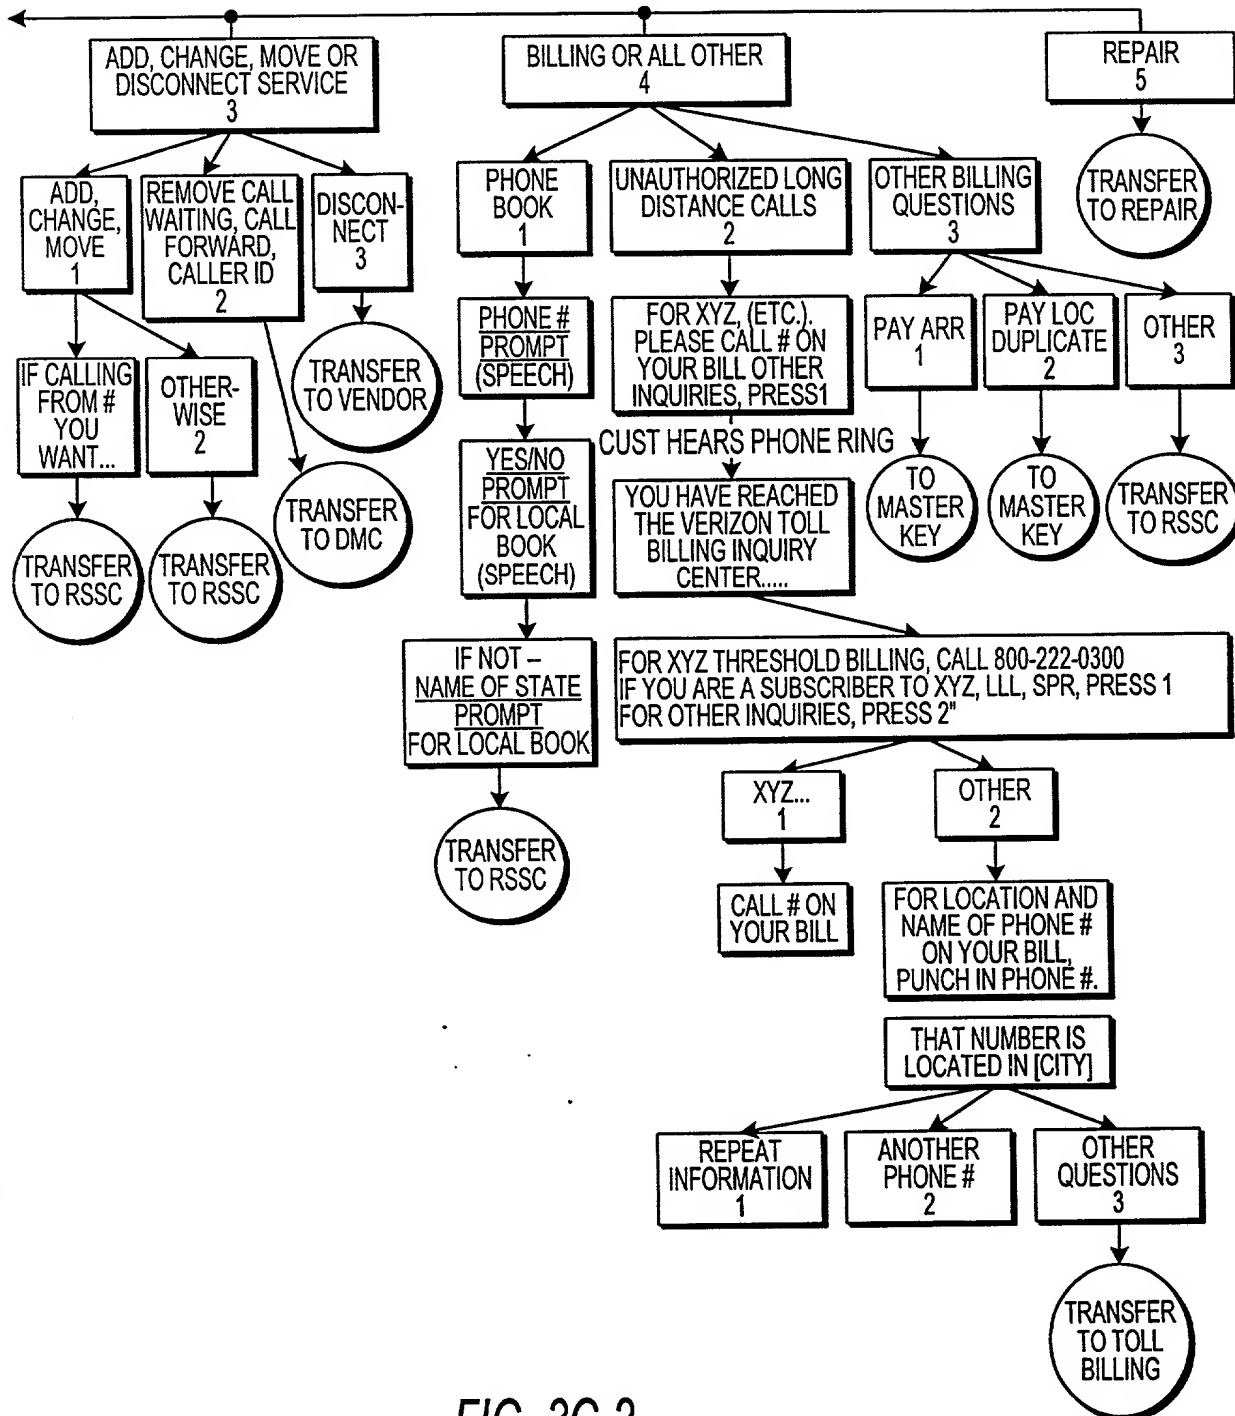 ADD, CHANGE, MOVE OR
DISCONNECT SERVICE
3
BILLING OR ALL OTHER
4
REPAIR
5
ADD,
CHANGE,
MOVE
1
REMOVE CALL
WAITING, CALL
FORWARD,
CALLER ID
2
DISCON-
NECT
3
PHONE
BOOK
1
UNAUTHORIZED LONG
DISTANCE CALLS
2
OTHER BILLING
QUESTIONS
3
TRANSFER
TO REPAIR
IF CALLING
FROM #
YOU
WANT...
OTHER-
WISE
2
TRANSFER
TO VENDOR
PHONE #
PROMPT
(SPEECH)
FOR XYZ, (ETC.).
PLEASE CALL # ON
YOUR BILL OTHER
INQUIRIES, PRESS1
PAY ARR
1
PAY LOC
DUPLICATE
2
OTHER
3
CUST HEARS PHONE RING
TRANSFER
TO RSSC
TRANSFER
TO RSSC
TRANSFER
TO DMC
YES/NO
PROMPT
FOR LOCAL
BOOK
(SPEECH)
YOU HAVE REACHED
THE VERIZON TOLL
BILLING INQUIRY
CENTER.....
TO
MASTER
KEY
TO
MASTER
KEY
TRANSFER
TO RSSC
IF NOT –
NAME OF STATE
PROMPT
FOR LOCAL BOOK
FOR XYZ THRESHOLD BILLING, CALL 800-222-0300
IF YOU ARE A SUBSCRIBER TO XYZ, LLL, SPR, PRESS 1
FOR OTHER INQUIRIES, PRESS 2"
TRANSFER
TO RSSC
XYZ...
1
OTHER
2
CALL # ON
YOUR BILL
FOR LOCATION AND
NAME OF PHONE #
ON YOUR BILL,
PUNCH IN PHONE #.
THAT NUMBER IS
LOCATED IN [CITY]
REPEAT
INFORMATION
1
ANOTHER
PHONE #
2
OTHER
QUESTIONS
3
TRANSFER
TO TOLL
BILLING